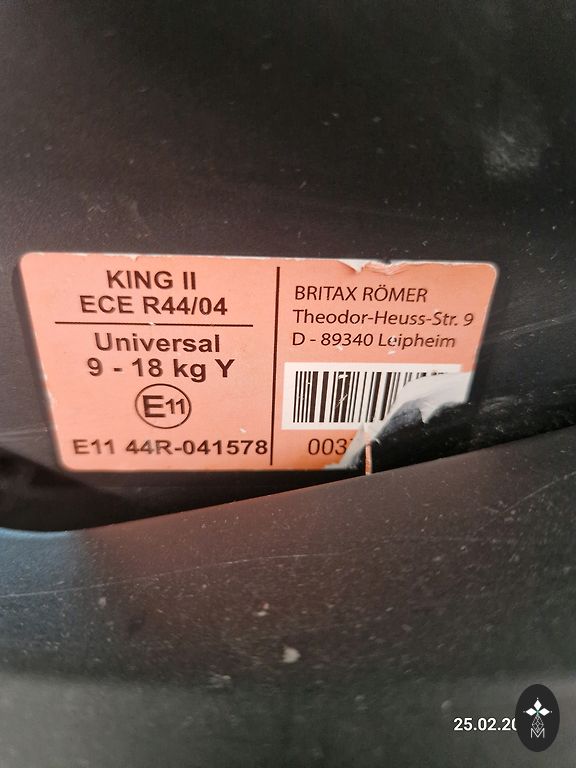 KING II
ECE R44/04
Universal
9 - 18 kg Y
E11
E11 44R-041578
BRITAX RÖMER
Theodor-Heuss-Str. 9
D - 89340 Leipheim
003
25.02.20
M